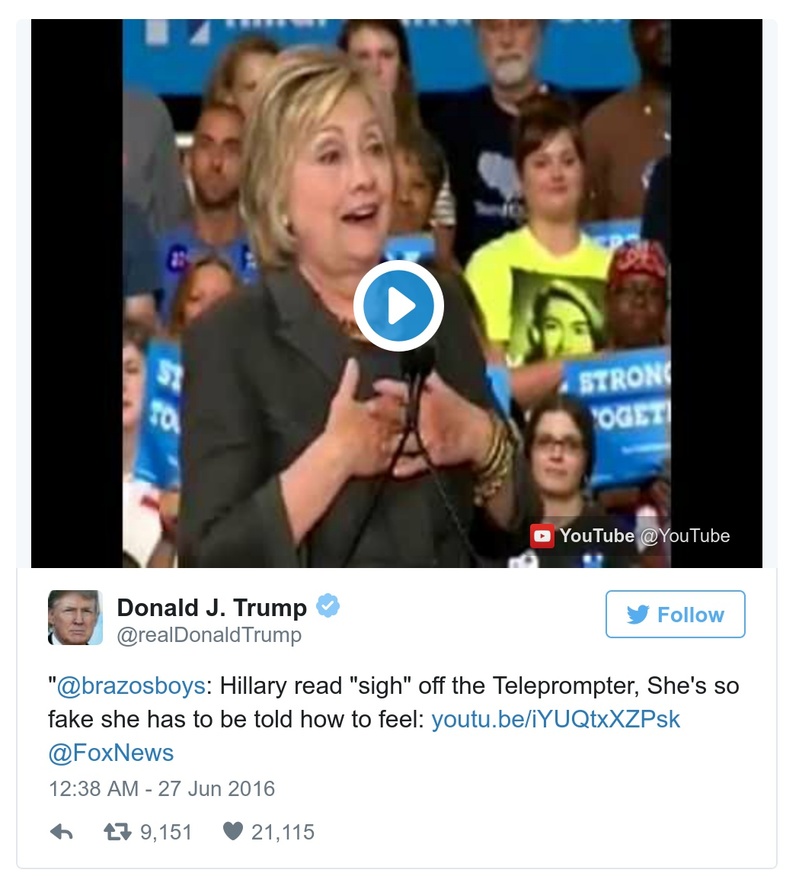 STRONG
OGET
YouTube @YouTube
Donald J. Trump
@realDonaldTrump
Follow
"@brazosboys: Hillary read "sigh" off the Teleprompter, She's so
fake she has to be told how to feel: youtu.be/iYUQtxXZPsk
@FoxNews
12:38 AM - 27 Jun 2016
9,151 21,115